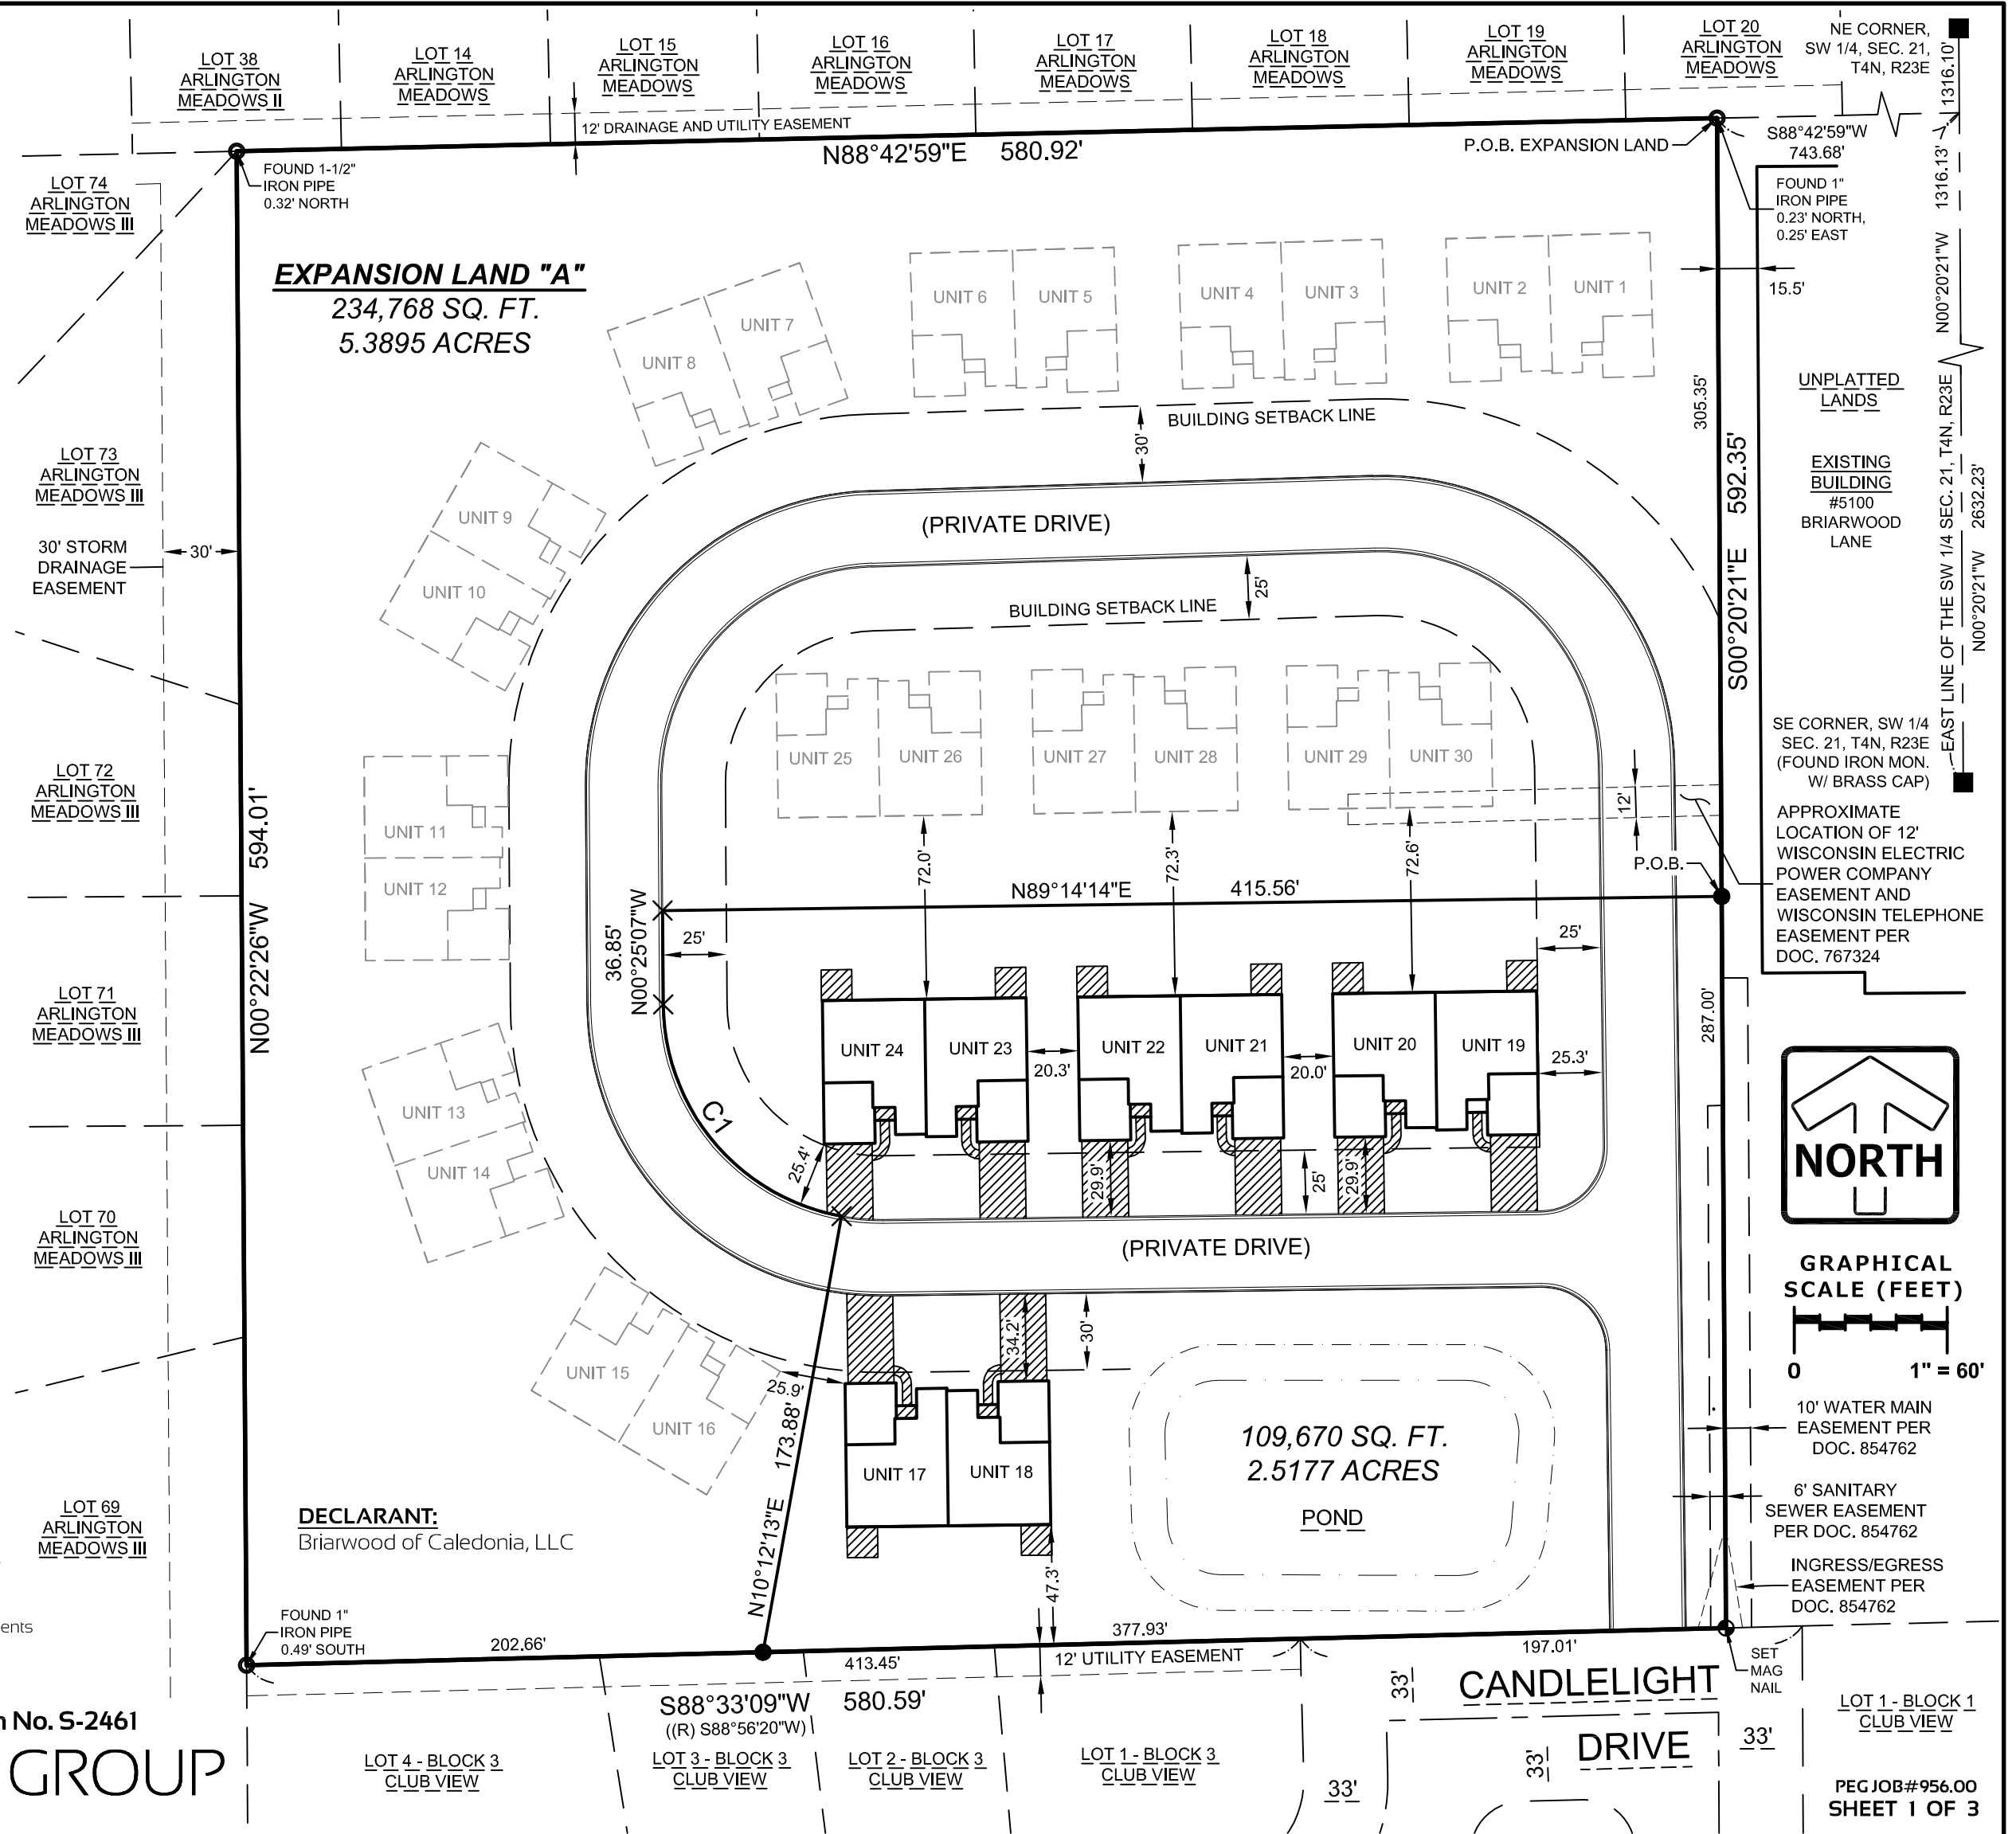 LOT 38
ARLINGTON
MEADOWS II
LOT 14
ARLINGTON
MEADOWS
LOT 15
ARLINGTON
MEADOWS
LOT 16
ARLINGTON
MEADOWS
LOT 17
ARLINGTON
MEADOWS
LOT 18
ARLINGTON
MEADOWS
LOT 19
ARLINGTON
MEADOWS
LOT 20
ARLINGTON
MEADOWS
NE CORNER,
SW 1/4, SEC. 21,
T4N, R23E
1316.10'
12' DRAINAGE AND UTILITY EASEMENT
N88°42'59"E 580.92'
P.O.B. EXPANSION LAND
S88°42'59"W
743.68'
FOUND 1-1/2"
IRON PIPE
0.32' NORTH
FOUND 1"
IRON PIPE
0.23' NORTH,
0.25' EAST
N00°20'21"W 1316.13'
15.5'
LOT 74
ARLINGTON
MEADOWS III
EXPANSION LAND "A"
234,768 SQ. FT.
5.3895 ACRES
UNIT 8
UNIT 7
UNIT 6
UNIT 5
UNIT 4
UNIT 3
UNIT 2
UNIT 1
BUILDING SETBACK LINE
30'
305.35'
S00°20'21"E 592.35'
UNPLATTED
LANDS
EXISTING
BUILDING
#5100
BRIARWOOD
LANE
EAST LINE OF THE SW 1/4 SEC. 21, T4N, R23E
N00°20'21"W 2632.23'
LOT 73
ARLINGTON
MEADOWS III
30' STORM
DRAINAGE
EASEMENT
30'
UNIT 9
UNIT 10
(PRIVATE DRIVE)
25'
BUILDING SETBACK LINE
UNIT 25
UNIT 26
UNIT 27
UNIT 28
UNIT 29
UNIT 30
SE CORNER, SW 1/4
SEC. 21, T4N, R23E
(FOUND IRON MON.
W/ BRASS CAP)
LOT 72
ARLINGTON
MEADOWS III
N00°22'26"W 594.01'
UNIT 11
UNIT 12
72.0'
72.3'
72.6'
12'
P.O.B.
APPROXIMATE
LOCATION OF 12'
WISCONSIN ELECTRIC
POWER COMPANY
EASEMENT AND
WISCONSIN TELEPHONE
EASEMENT PER
DOC. 767324
N89°14'14"E 415.56'
36.85'
N00°25'07"W
25'
25'
LOT 71
ARLINGTON
MEADOWS III
UNIT 24
UNIT 23
20.3'
UNIT 22
UNIT 21
20.0'
UNIT 20
UNIT 19
25.3'
287.00'
UNIT 13
UNIT 14
C1
25.4'
29.9'
25'
29.9'
NORTH
LOT 70
ARLINGTON
MEADOWS III
(PRIVATE DRIVE)
GRAPHICAL
SCALE (FEET)
0 1" = 60'
34.2'
30'
UNIT 15
UNIT 16
25.9'
UNIT 17
UNIT 18
109,670 SQ. FT.
2.5177 ACRES
POND
10' WATER MAIN
EASEMENT PER
DOC. 854762
6' SANITARY
SEWER EASEMENT
PER DOC. 854762
INGRESS/EGRESS
EASEMENT PER
DOC. 854762
LOT 69
ARLINGTON
MEADOWS III
DECLARANT:
Briarwood of Caledonia, LLC
N10°12'13"E 173.88'
47.3'
ents
FOUND 1"
IRON PIPE
0.49' SOUTH
202.66'
377.93'
413.45'
12' UTILITY EASEMENT
197.01'
S88°33'09"W 580.59'
((R) S88°56'20"W)
33'
CANDLELIGHT
DRIVE
SET
MAG
NAIL
33'
33'
33'
LOT 4 - BLOCK 3
CLUB VIEW
LOT 3 - BLOCK 3
CLUB VIEW
LOT 2 - BLOCK 3
CLUB VIEW
LOT 1 - BLOCK 3
CLUB VIEW
LOT 1 - BLOCK 1
CLUB VIEW
n No. S-2461
GROUP
PEG JOB#956.00
SHEET 1 OF 3